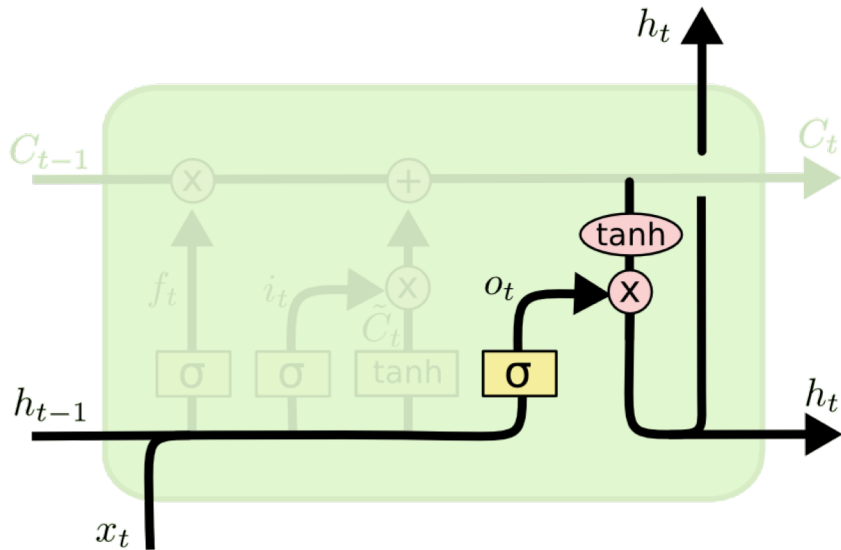 h_t
C_{t-1}
C_t
x
+
tanh
f_t
i_t
x
o_t
x
C̃_t
σ
σ
tanh
σ
h_{t-1}
h_t
x_t